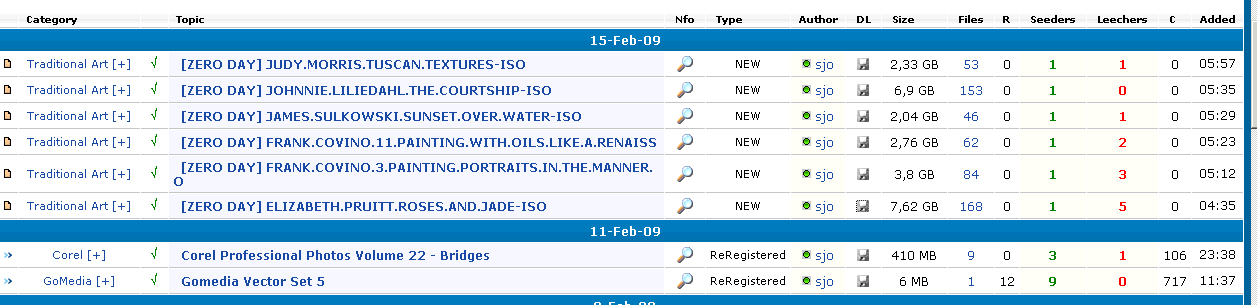 Category Topic Nfo Type Author DL Size Files R Seeders Leechers C Added
15-Feb-09
Traditional Art [+] √ [ZERO DAY] JUDY.MORRIS.TUSCAN.TEXTURES-ISO NEW sjo 2,33 GB 53 0 1 1 0 05:57
Traditional Art [+] √ [ZERO DAY] JOHNNIE.LILIEDAHL.THE.COURTSHIP-ISO NEW sjo 6,9 GB 153 0 1 0 0 05:35
Traditional Art [+] √ [ZERO DAY] JAMES.SULKOWSKI.SUNSET.OVER.WATER-ISO NEW sjo 2,04 GB 46 0 1 1 0 05:29
Traditional Art [+] √ [ZERO DAY] FRANK.COVINO.11.PAINTING.WITH.OILS.LIKE.A.RENAISS NEW sjo 2,76 GB 62 0 1 2 0 05:23
Traditional Art [+] √ [ZERO DAY] FRANK.COVINO.3.PAINTING.PORTRAITS.IN.THE.MANNER.
O NEW sjo 3,8 GB 84 0 1 3 0 05:12
Traditional Art [+] √ [ZERO DAY] ELIZABETH.PRUITT.ROSES.AND.JADE-ISO NEW sjo 7,62 GB 168 0 1 5 0 04:35
11-Feb-09
» Corel [+] √ Corel Professional Photos Volume 22 - Bridges ReRegistered sjo 410 MB 9 0 3 1 106 23:38
» GoMedia [+] √ Gomedia Vector Set 5 ReRegistered sjo 6 MB 1 12 9 0 717 11:37